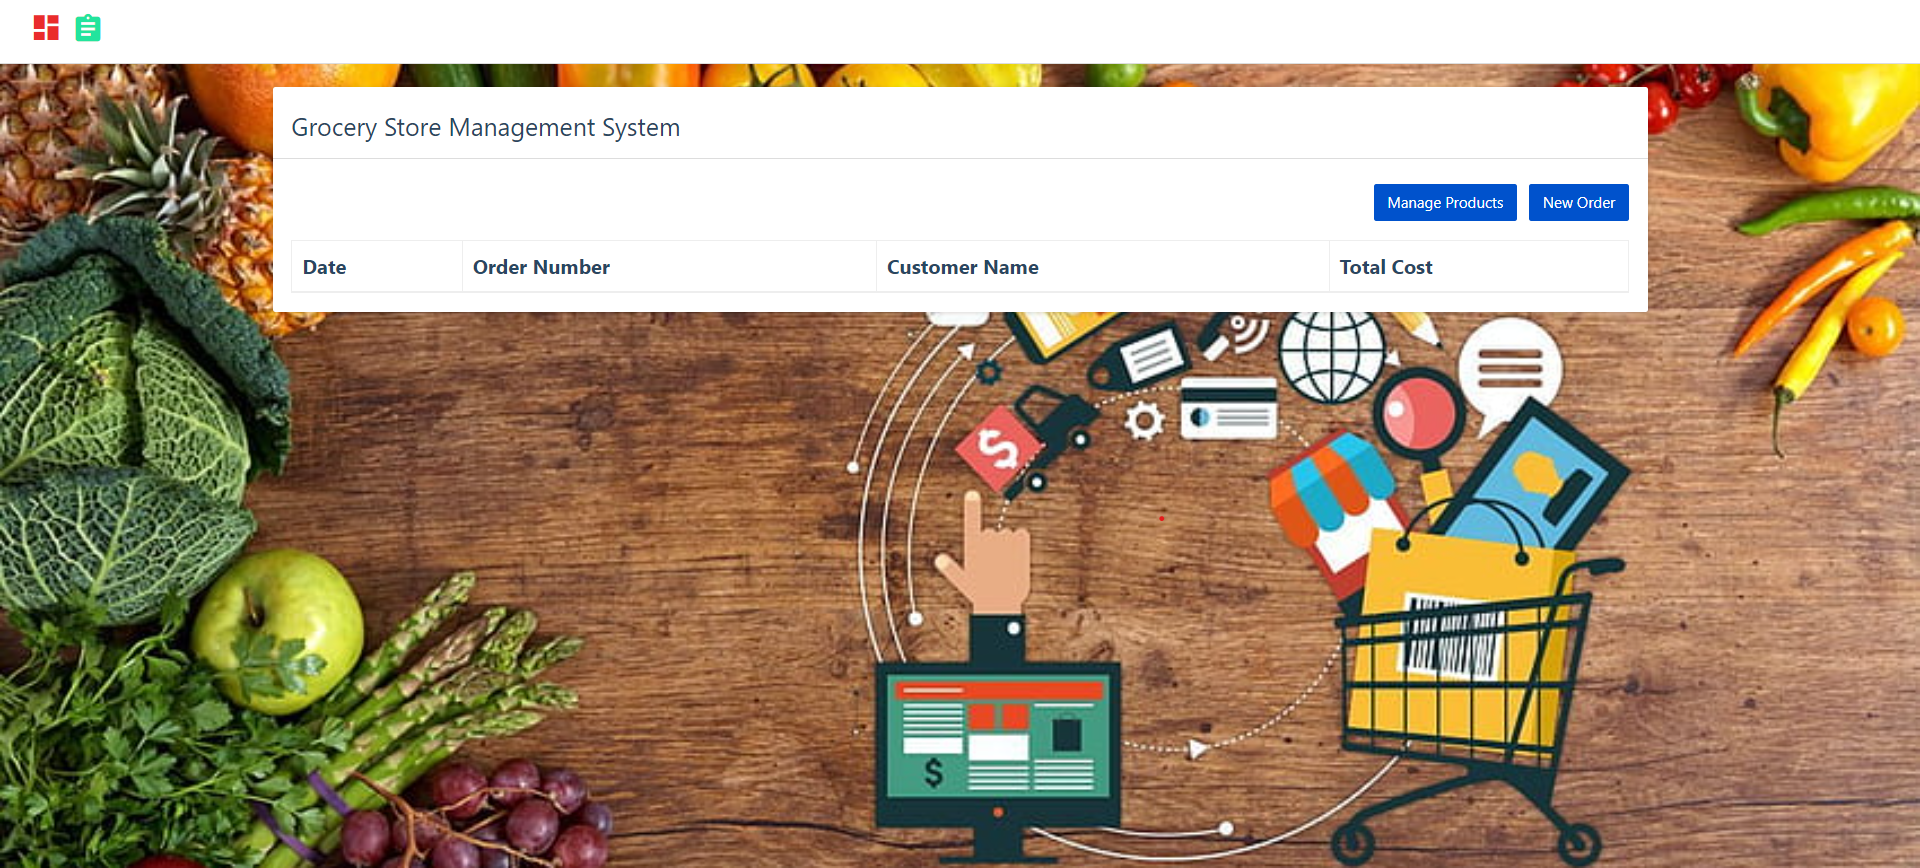 Grocery Store Management System
Manage Products New Order
Date Order Number Customer Name Total Cost
$
$